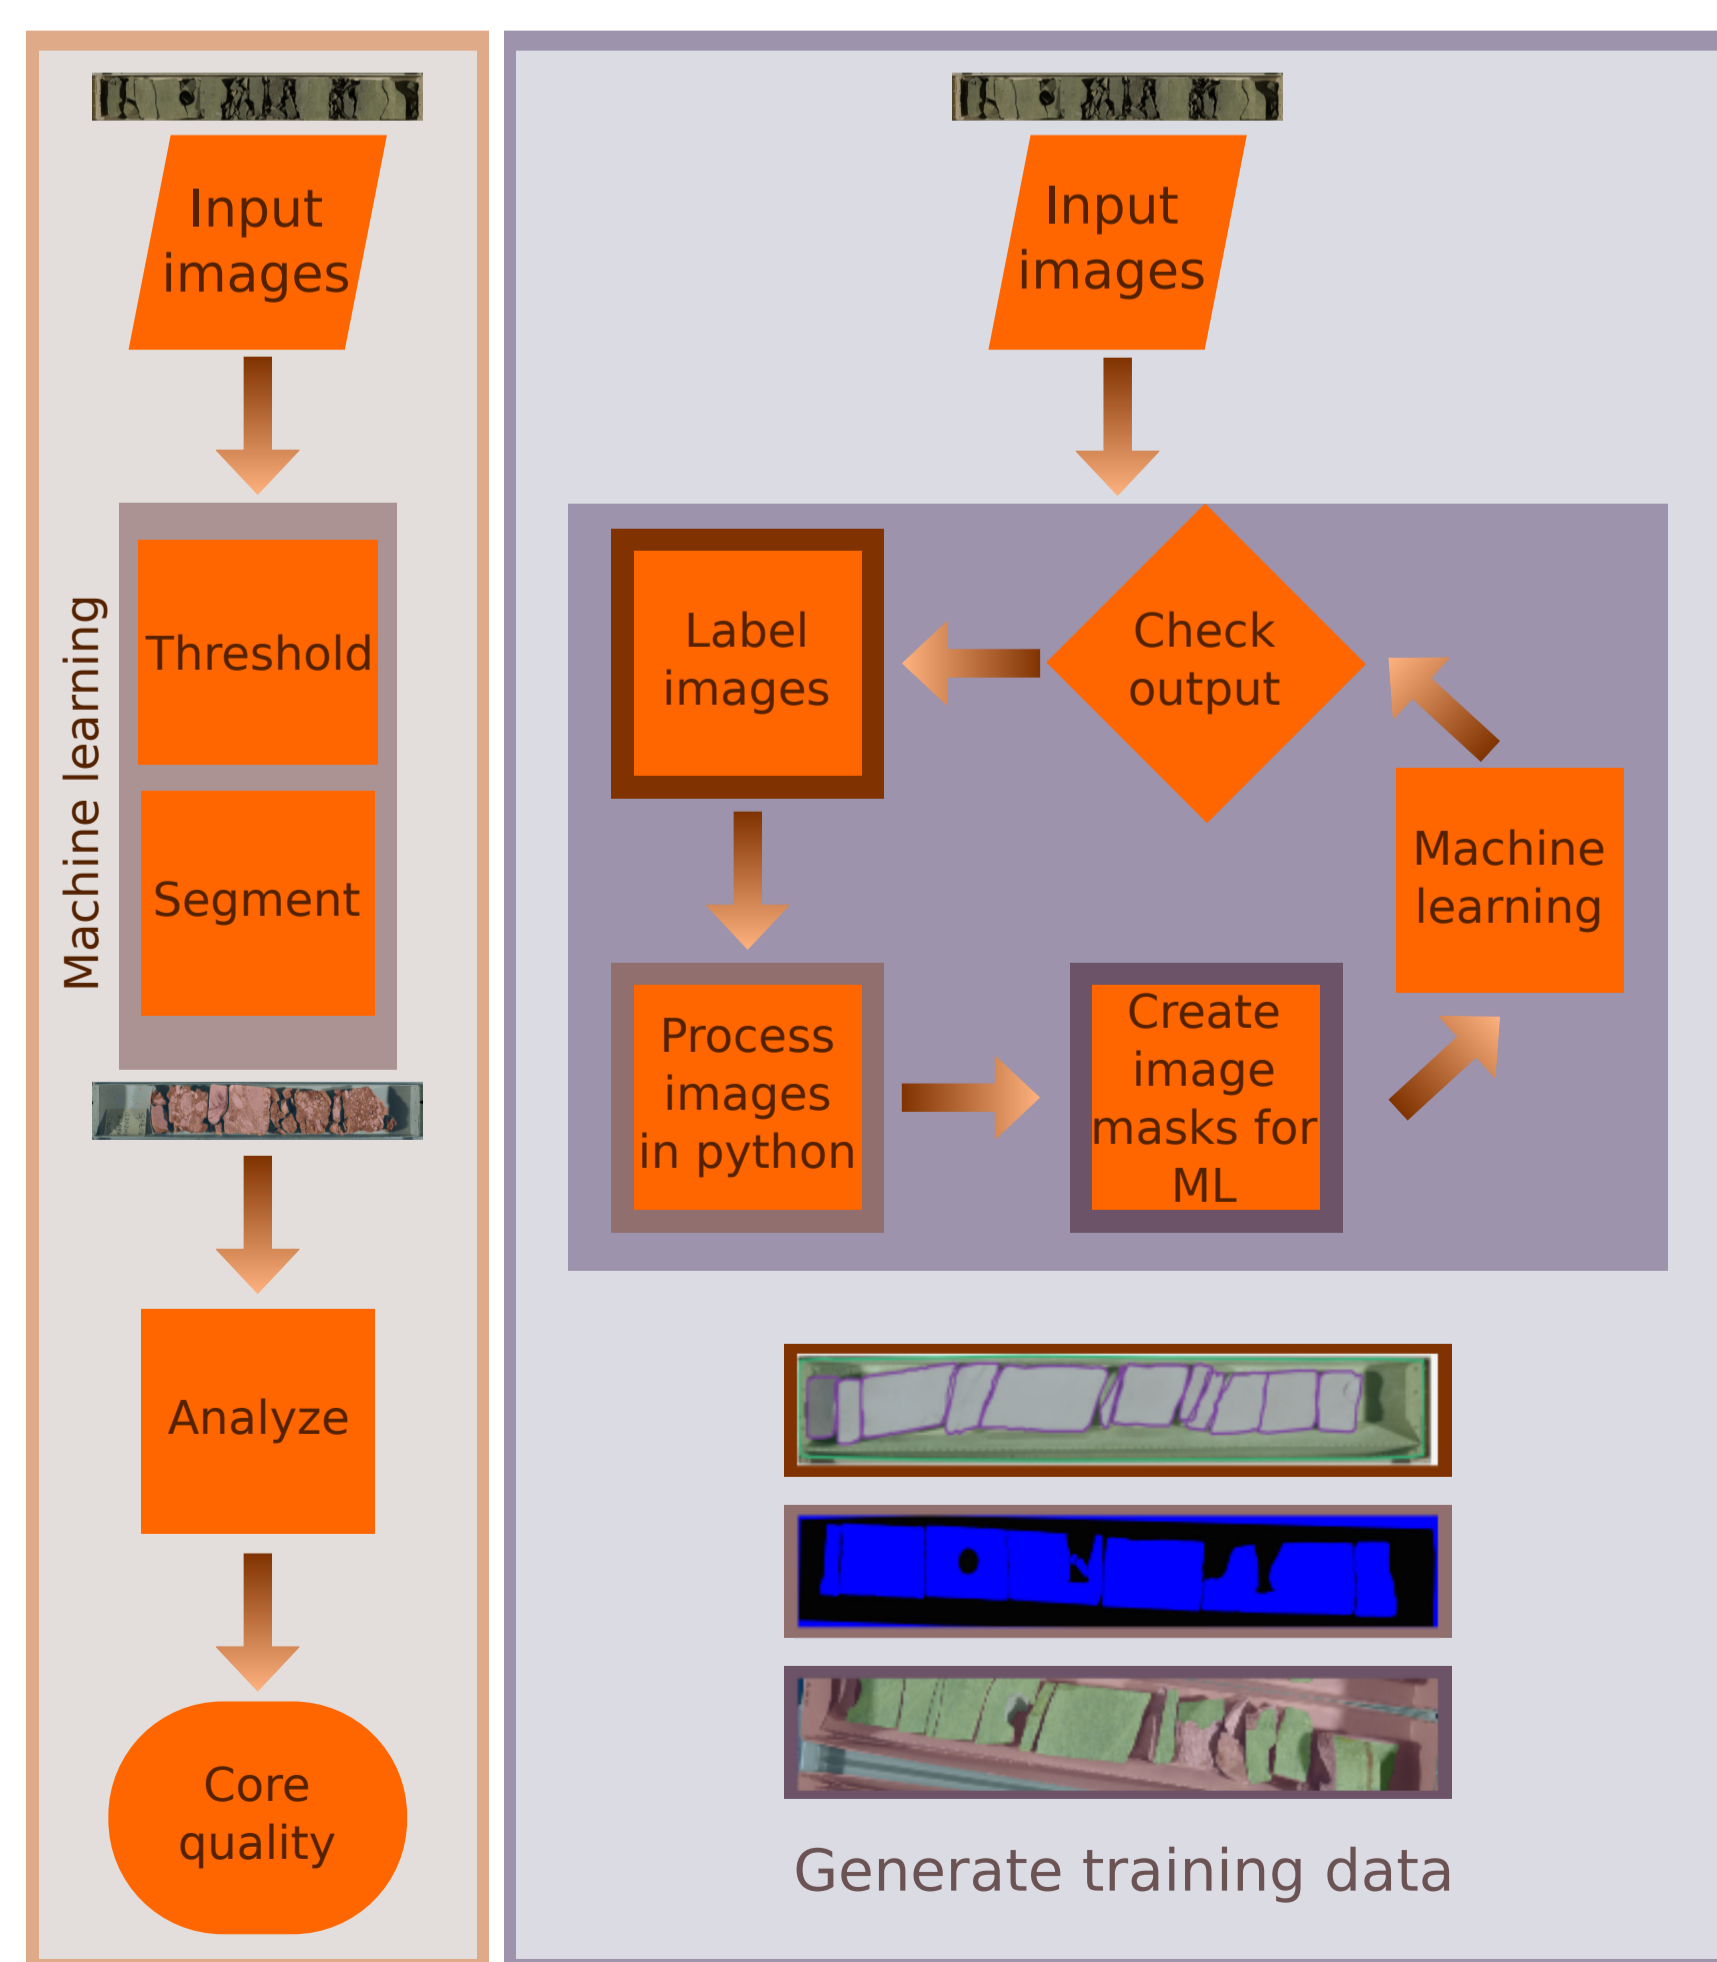 Input
images
Machine learning
Threshold
Segment
Analyze
Core
quality
Input
images
Label
images
Check
output
Machine
learning
Process
images
in python
Create
image
masks for
ML
Generate training data